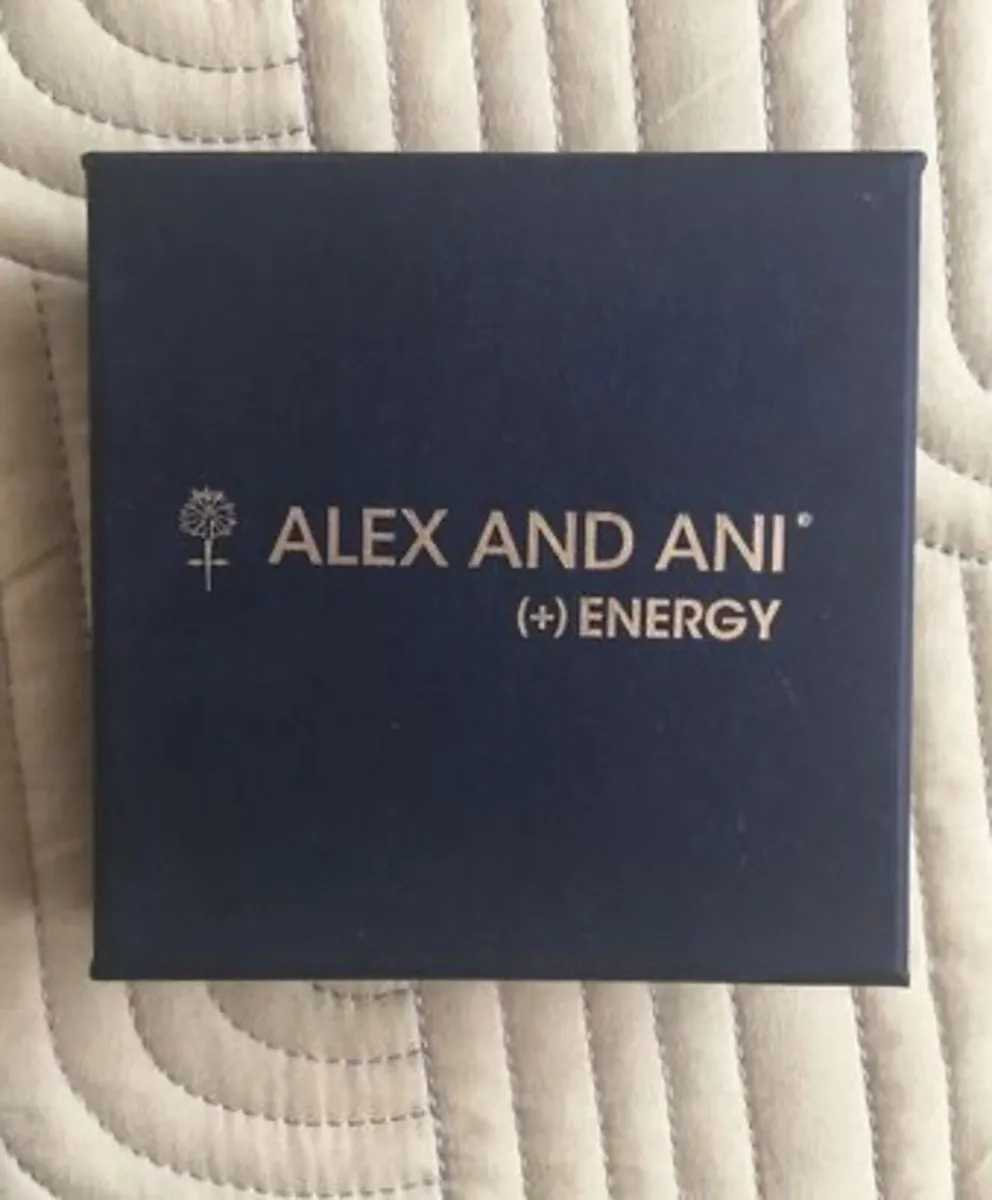 ALEX AND ANI®
(+) ENERGY